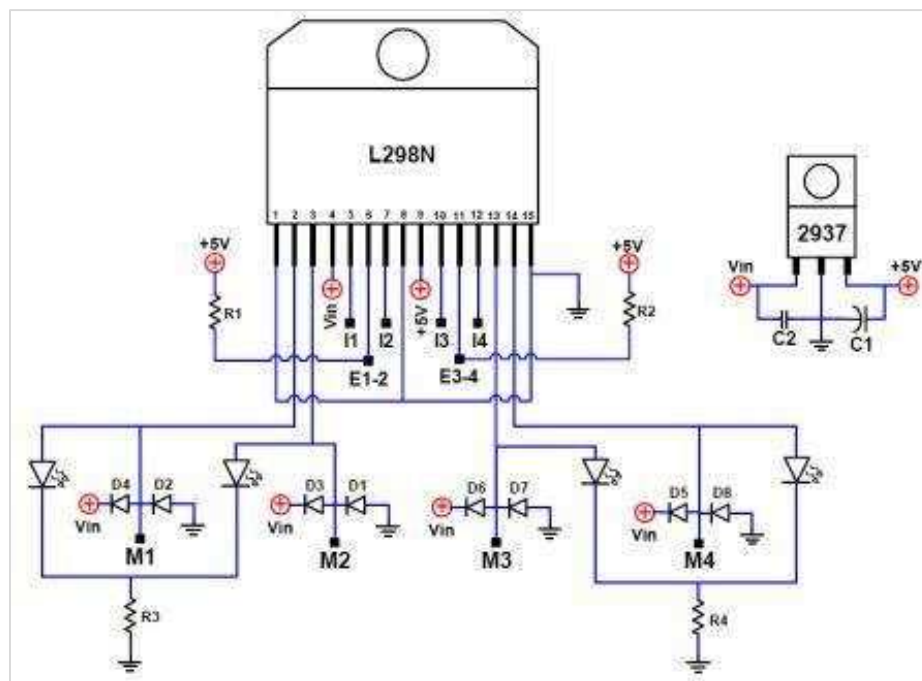 L298N
1 2 3 4 5 6 7 8 9 10 11 12 13 14 15
2937
+5V
+5V
Vin
+5V
R1
R2
Vin
+5V
I1
I2
I3
I4
C2
C1
E1-2
E3-4
D4
D2
D3
D1
D6
D7
D5
D8
Vin
Vin
Vin
Vin
M1
M2
M3
M4
R3
R4